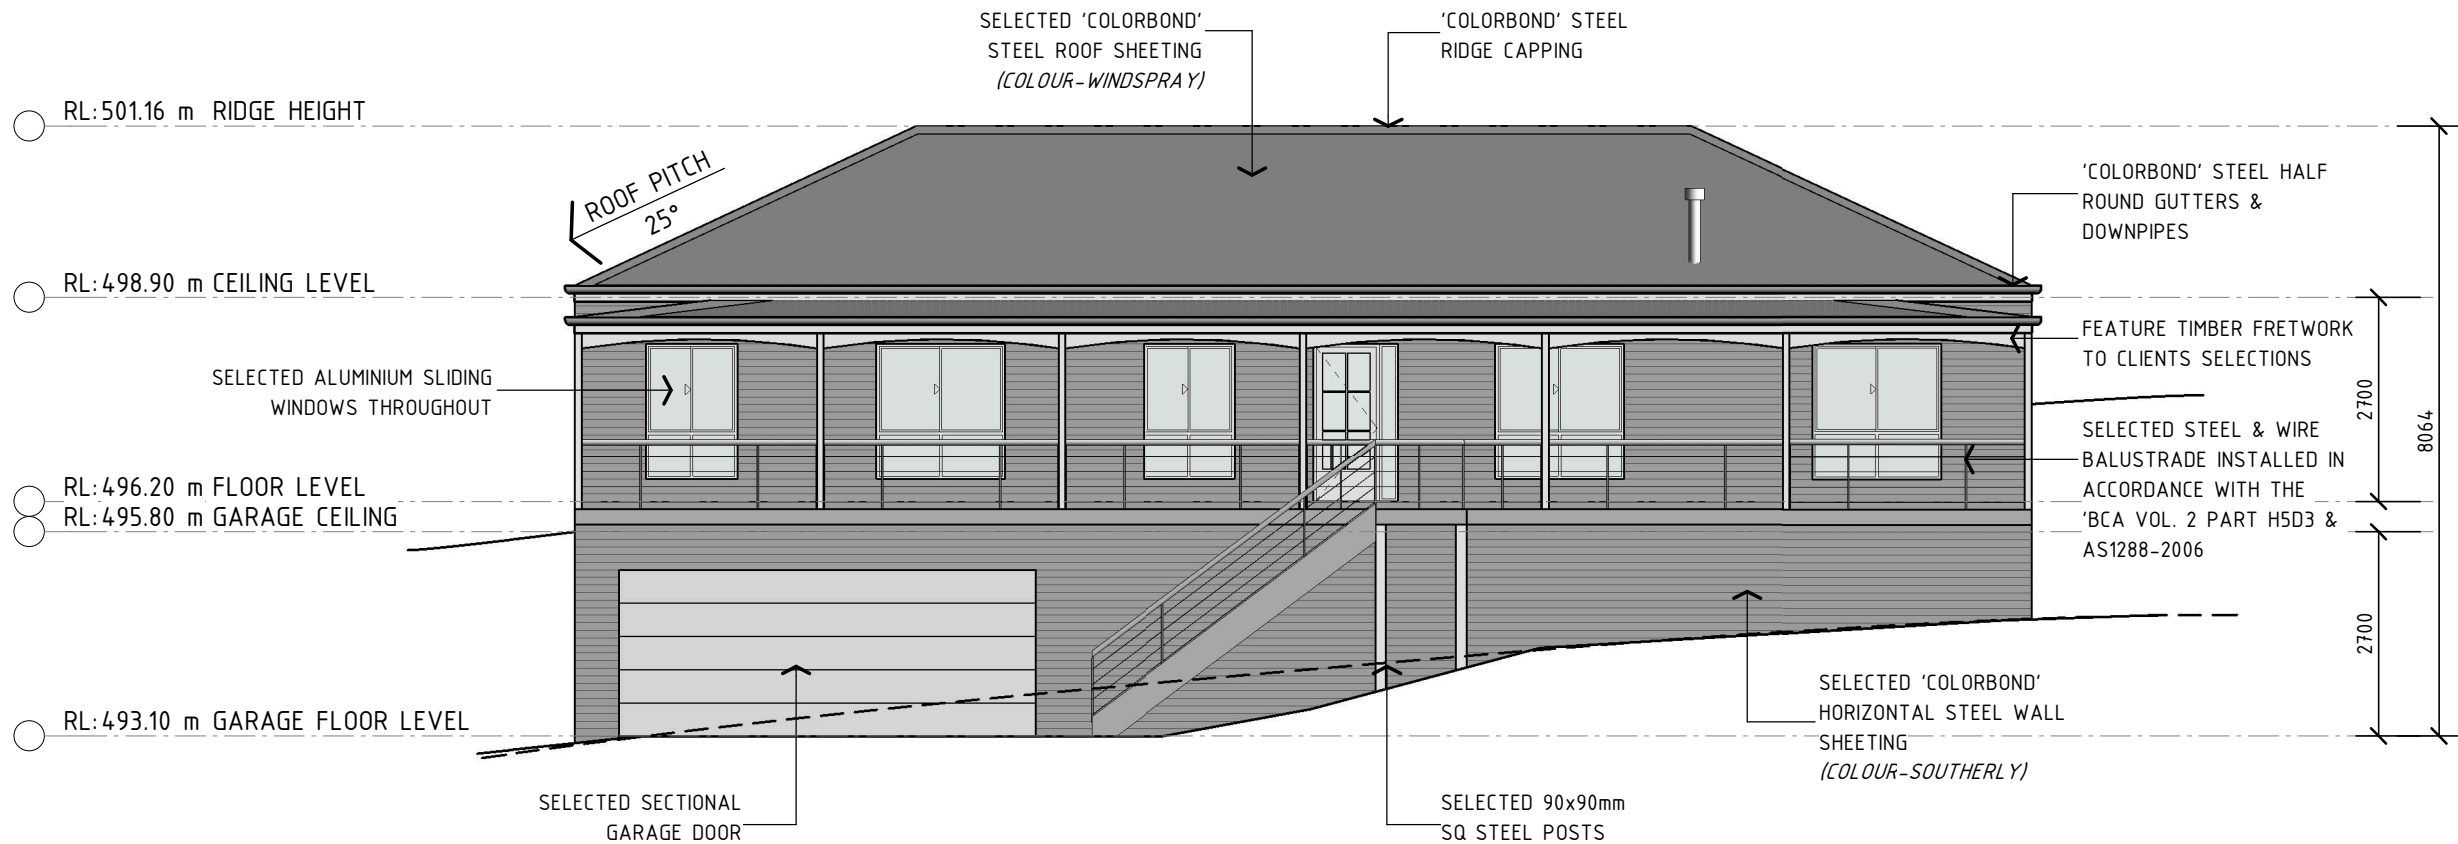 SELECTED 'COLORBOND'
STEEL ROOF SHEETING
(COLOUR-WINDSPRAY)
'COLORBOND' STEEL
RIDGE CAPPING
RL:501.16 m RIDGE HEIGHT
ROOF PITCH
25°
'COLORBOND' STEEL HALF
ROUND GUTTERS &
DOWNPIPES
RL:498.90 m CEILING LEVEL
FEATURE TIMBER FRETWORK
TO CLIENTS SELECTIONS
SELECTED ALUMINIUM SLIDING
WINDOWS THROUGHOUT
2700
8064
SELECTED STEEL & WIRE
BALUSTRADE INSTALLED IN
ACCORDANCE WITH THE
'BCA VOL. 2 PART H5D3 &
AS1288-2006
RL:496.20 m FLOOR LEVEL
RL:495.80 m GARAGE CEILING
2700
RL:493.10 m GARAGE FLOOR LEVEL
SELECTED 'COLORBOND'
HORIZONTAL STEEL WALL
SHEETING
(COLOUR-SOUTHERLY)
SELECTED SECTIONAL
GARAGE DOOR
SELECTED 90x90mm
SQ STEEL POSTS